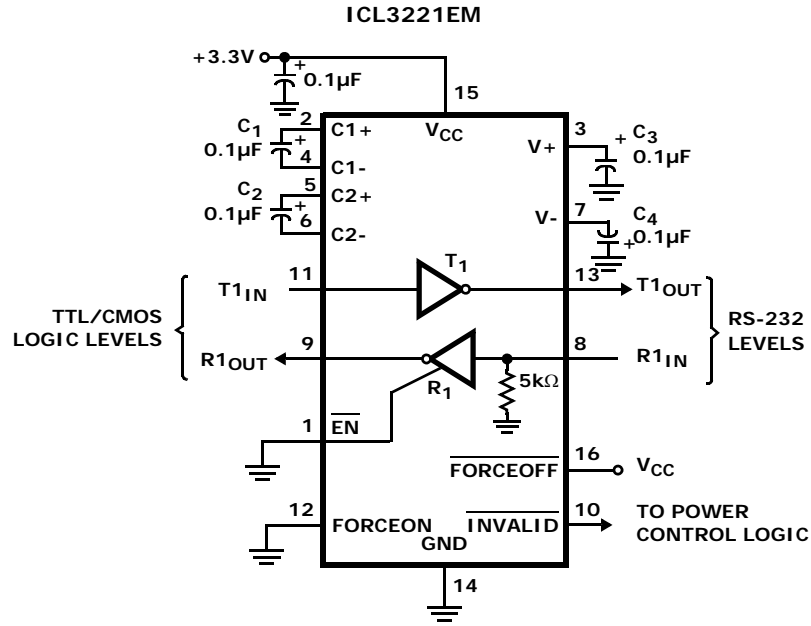 ICL3221EM
+3.3V
+
0.1µF
15
C1
0.1µF
+
2
C1+
4
C1-
VCC
3
V+
+
C3
0.1µF
C2
0.1µF
+
5
C2+
6
C2-
7
V-
C4
+
0.1µF
TTL/CMOS
LOGIC LEVELS
T1IN
11
T1
13
T1OUT
RS-232
LEVELS
R1OUT
9
R1
5kΩ
8
R1IN
1
EN
16
FORCEOFF
VCC
12
FORCEON
INVALID
10
TO POWER
CONTROL LOGIC
GND
14